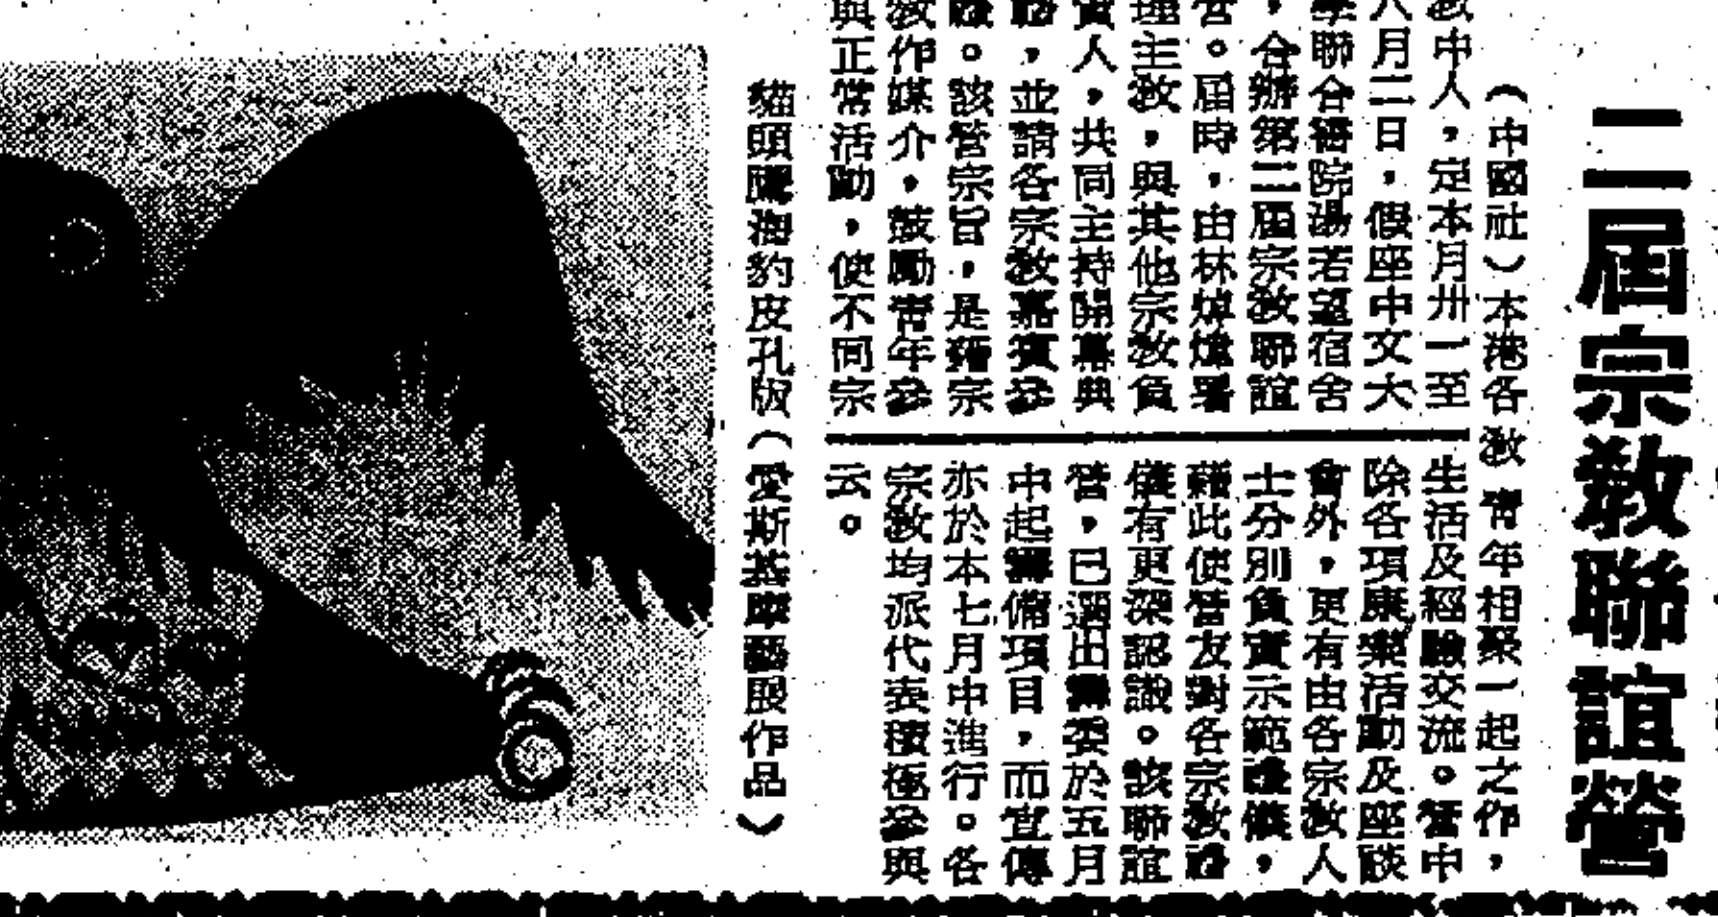 二屆宗教聯誼營
（中國社）本港各
教中人，定本月卅一至
八月二日，假座中文大
學聯合書院湯若望宿舍
，合辦第二屆宗教聯誼
營。屆時，由林焯煒署
理主教，與其他宗教負
責人，共同主持開幕典
禮，並請各宗教嘉賓參
。該營宗旨，是藉宗
教作媒介，鼓勵青年參
與正常活動，使不同宗
教青年相聚一起之作，
生活及經驗交流。營中
除各項康樂活動及座談
會外，更有由各宗教人
士分別負責示範禮儀，
藉此使營友對各宗教禮
儀有更深認識。該聯誼
營，已選出籌委於五月
中起籌備項目，而宣傳
亦於本七月中進行。各
宗教均派代表積極參與
云。
貓頭鷹海豹皮孔版（愛斯基摩藝展作品）